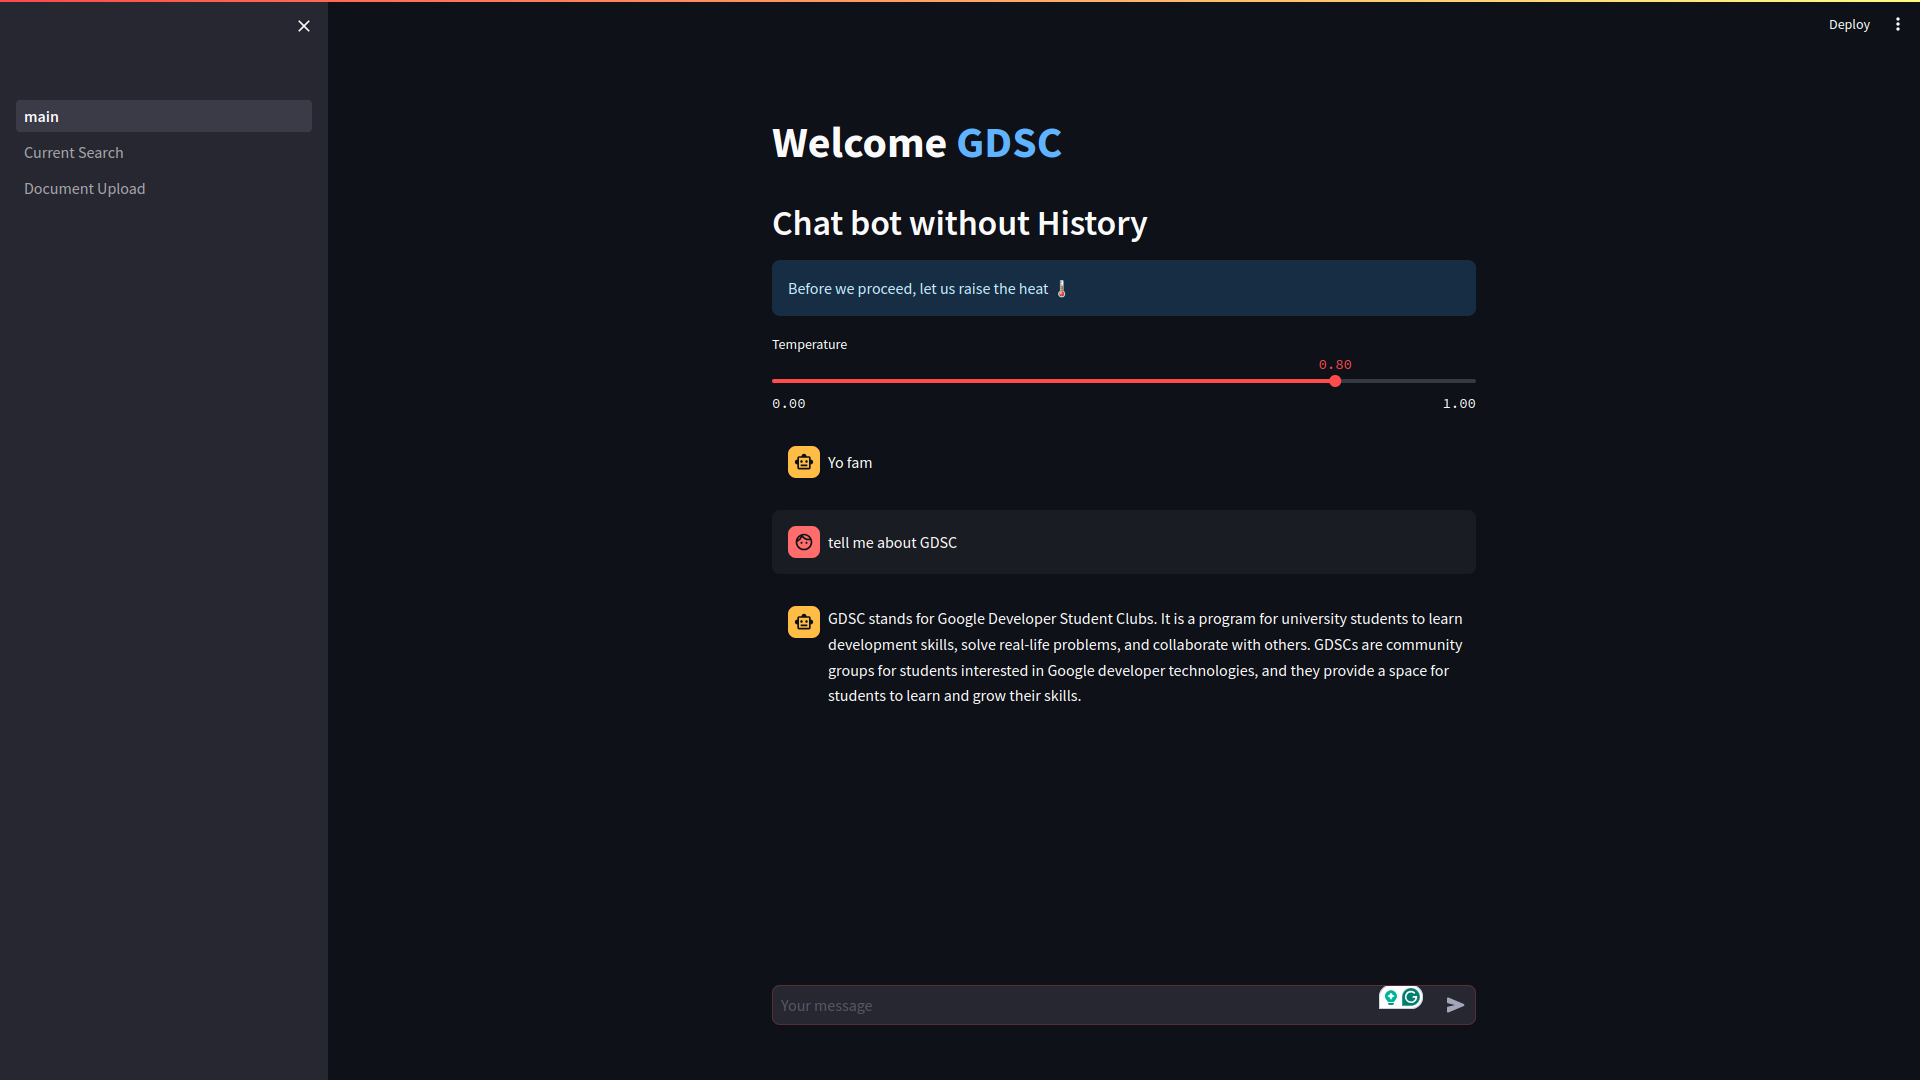 Deploy
main
Current Search
Document Upload
Welcome GDSC
Chat bot without History
Before we proceed, let us raise the heat 🌡️
Temperature
0.80
0.00 1.00
Yo fam
tell me about GDSC
GDSC stands for Google Developer Student Clubs. It is a program for university students to learn
development skills, solve real-life problems, and collaborate with others. GDSCs are community
groups for students interested in Google developer technologies, and they provide a space for
students to learn and grow their skills.
Your message